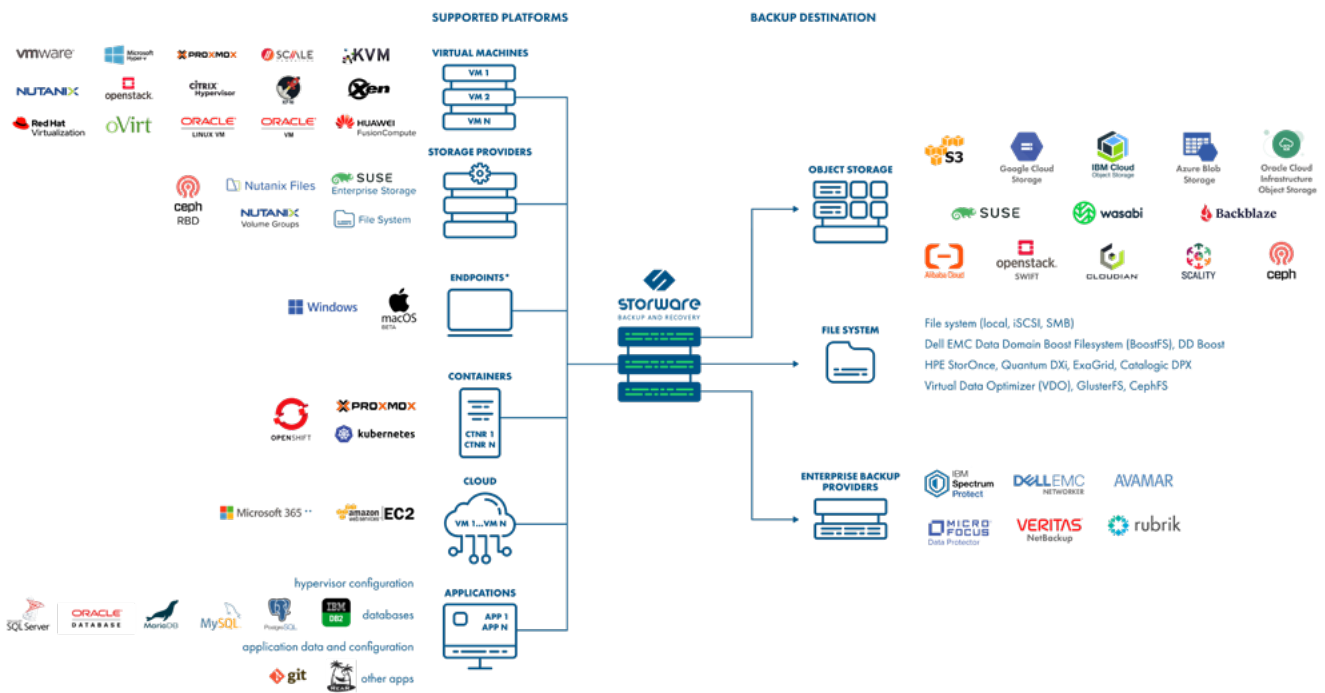 SUPPORTED PLATFORMS
BACKUP DESTINATION
VIRTUAL MACHINES
vmware
Microsoft
Hyper-v
PROXMOX
SCALE
KVM
VM 1
VM 2
VM N
NUTANIX
openstack.
CITRIX
Hypervisor
Xen
Red Hat
Virtualization
oVirt
ORACLE
LINUX VM
ORACLE
VM
HUAWEI
FusionCompute
STORAGE PROVIDERS
ceph
RBD
Nutanix Files
SUSE
Enterprise Storage
NUTANIX
Volume Groups
File System
ENDPOINTS*
Windows
macOS
BETA
CONTAINERS
OPENSHIFT
PROXMOX
kubernetes
CTNR 1
CTNR N
CLOUD
Microsoft 365 **
amazon
web services
EC2
VM 1...VM N
APPLICATIONS
hypervisor configuration
SQL Server
ORACLE
DATABASE
MariaDB
MySQL
PostgreSQL
IBM
DB2
databases
APP 1
APP N
application data and configuration
git
other apps
STORWARE
BACKUP AND RECOVERY
OBJECT STORAGE
S3
Google Cloud
Storage
IBM Cloud
Object Storage
Azure Blob
Storage
Oracle Cloud
Infrastructure
Object Storage
SUSE
wasabi
Backblaze
Alibaba Cloud
openstack.
SWIFT
CLOUDIAN
SCALITY
ceph
FILE SYSTEM
File system (local, iSCSI, SMB)
Dell EMC Data Domain Boost Filesystem (BoostFS), DD Boost
HPE StorOnce, Quantum DXi, ExaGrid, Catalogic DPX
Virtual Data Optimizer (VDO), GlusterFS, CephFS
ENTERPRISE BACKUP
PROVIDERS
IBM
Spectrum
Protect
DELLEMC
NETWORKER
AVAMAR
MICRO
FOCUS
Data Protector
VERITAS
NetBackup
rubrik